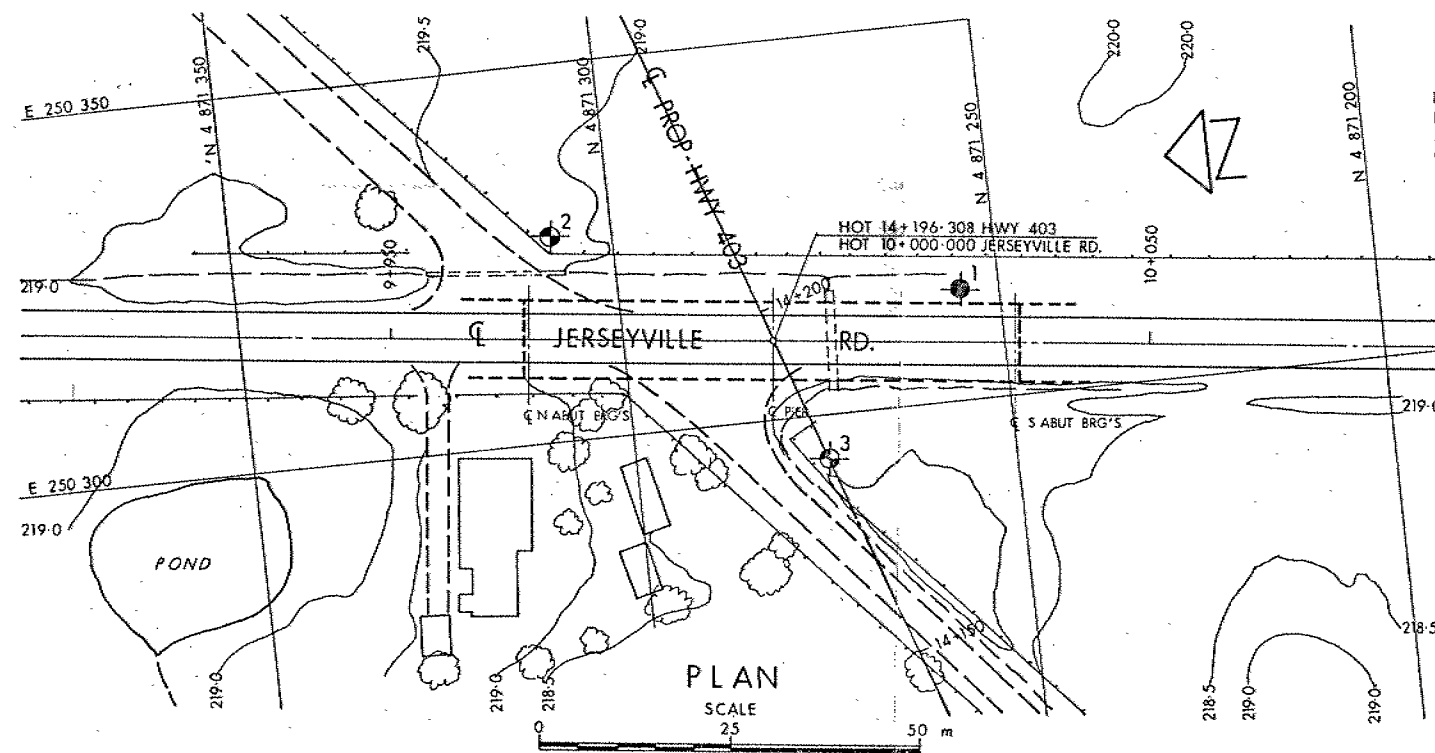 219·5
219·0
220·0
220·0
E 250 350
N 4 871 350
N 4 871 300
N 4 871 250
N 4 871 200
℄ PROP· HWY 403
N
2
HOT 14+196·308 HWY 403
HOT 10+000·000 JERSEYVILLE RD.
9+950
10+050
219·0
14+200
1
℄ JERSEYVILLE RD.
℄ N ABUT BRG'S
℄ PIER
℄ S ABUT BRG'S
219·0
3
E 250 300
219·0
POND
14+150
218·5
219·0
219·0
218·5
218·5
219·0
219·0
PLAN
SCALE
0 25 50 m